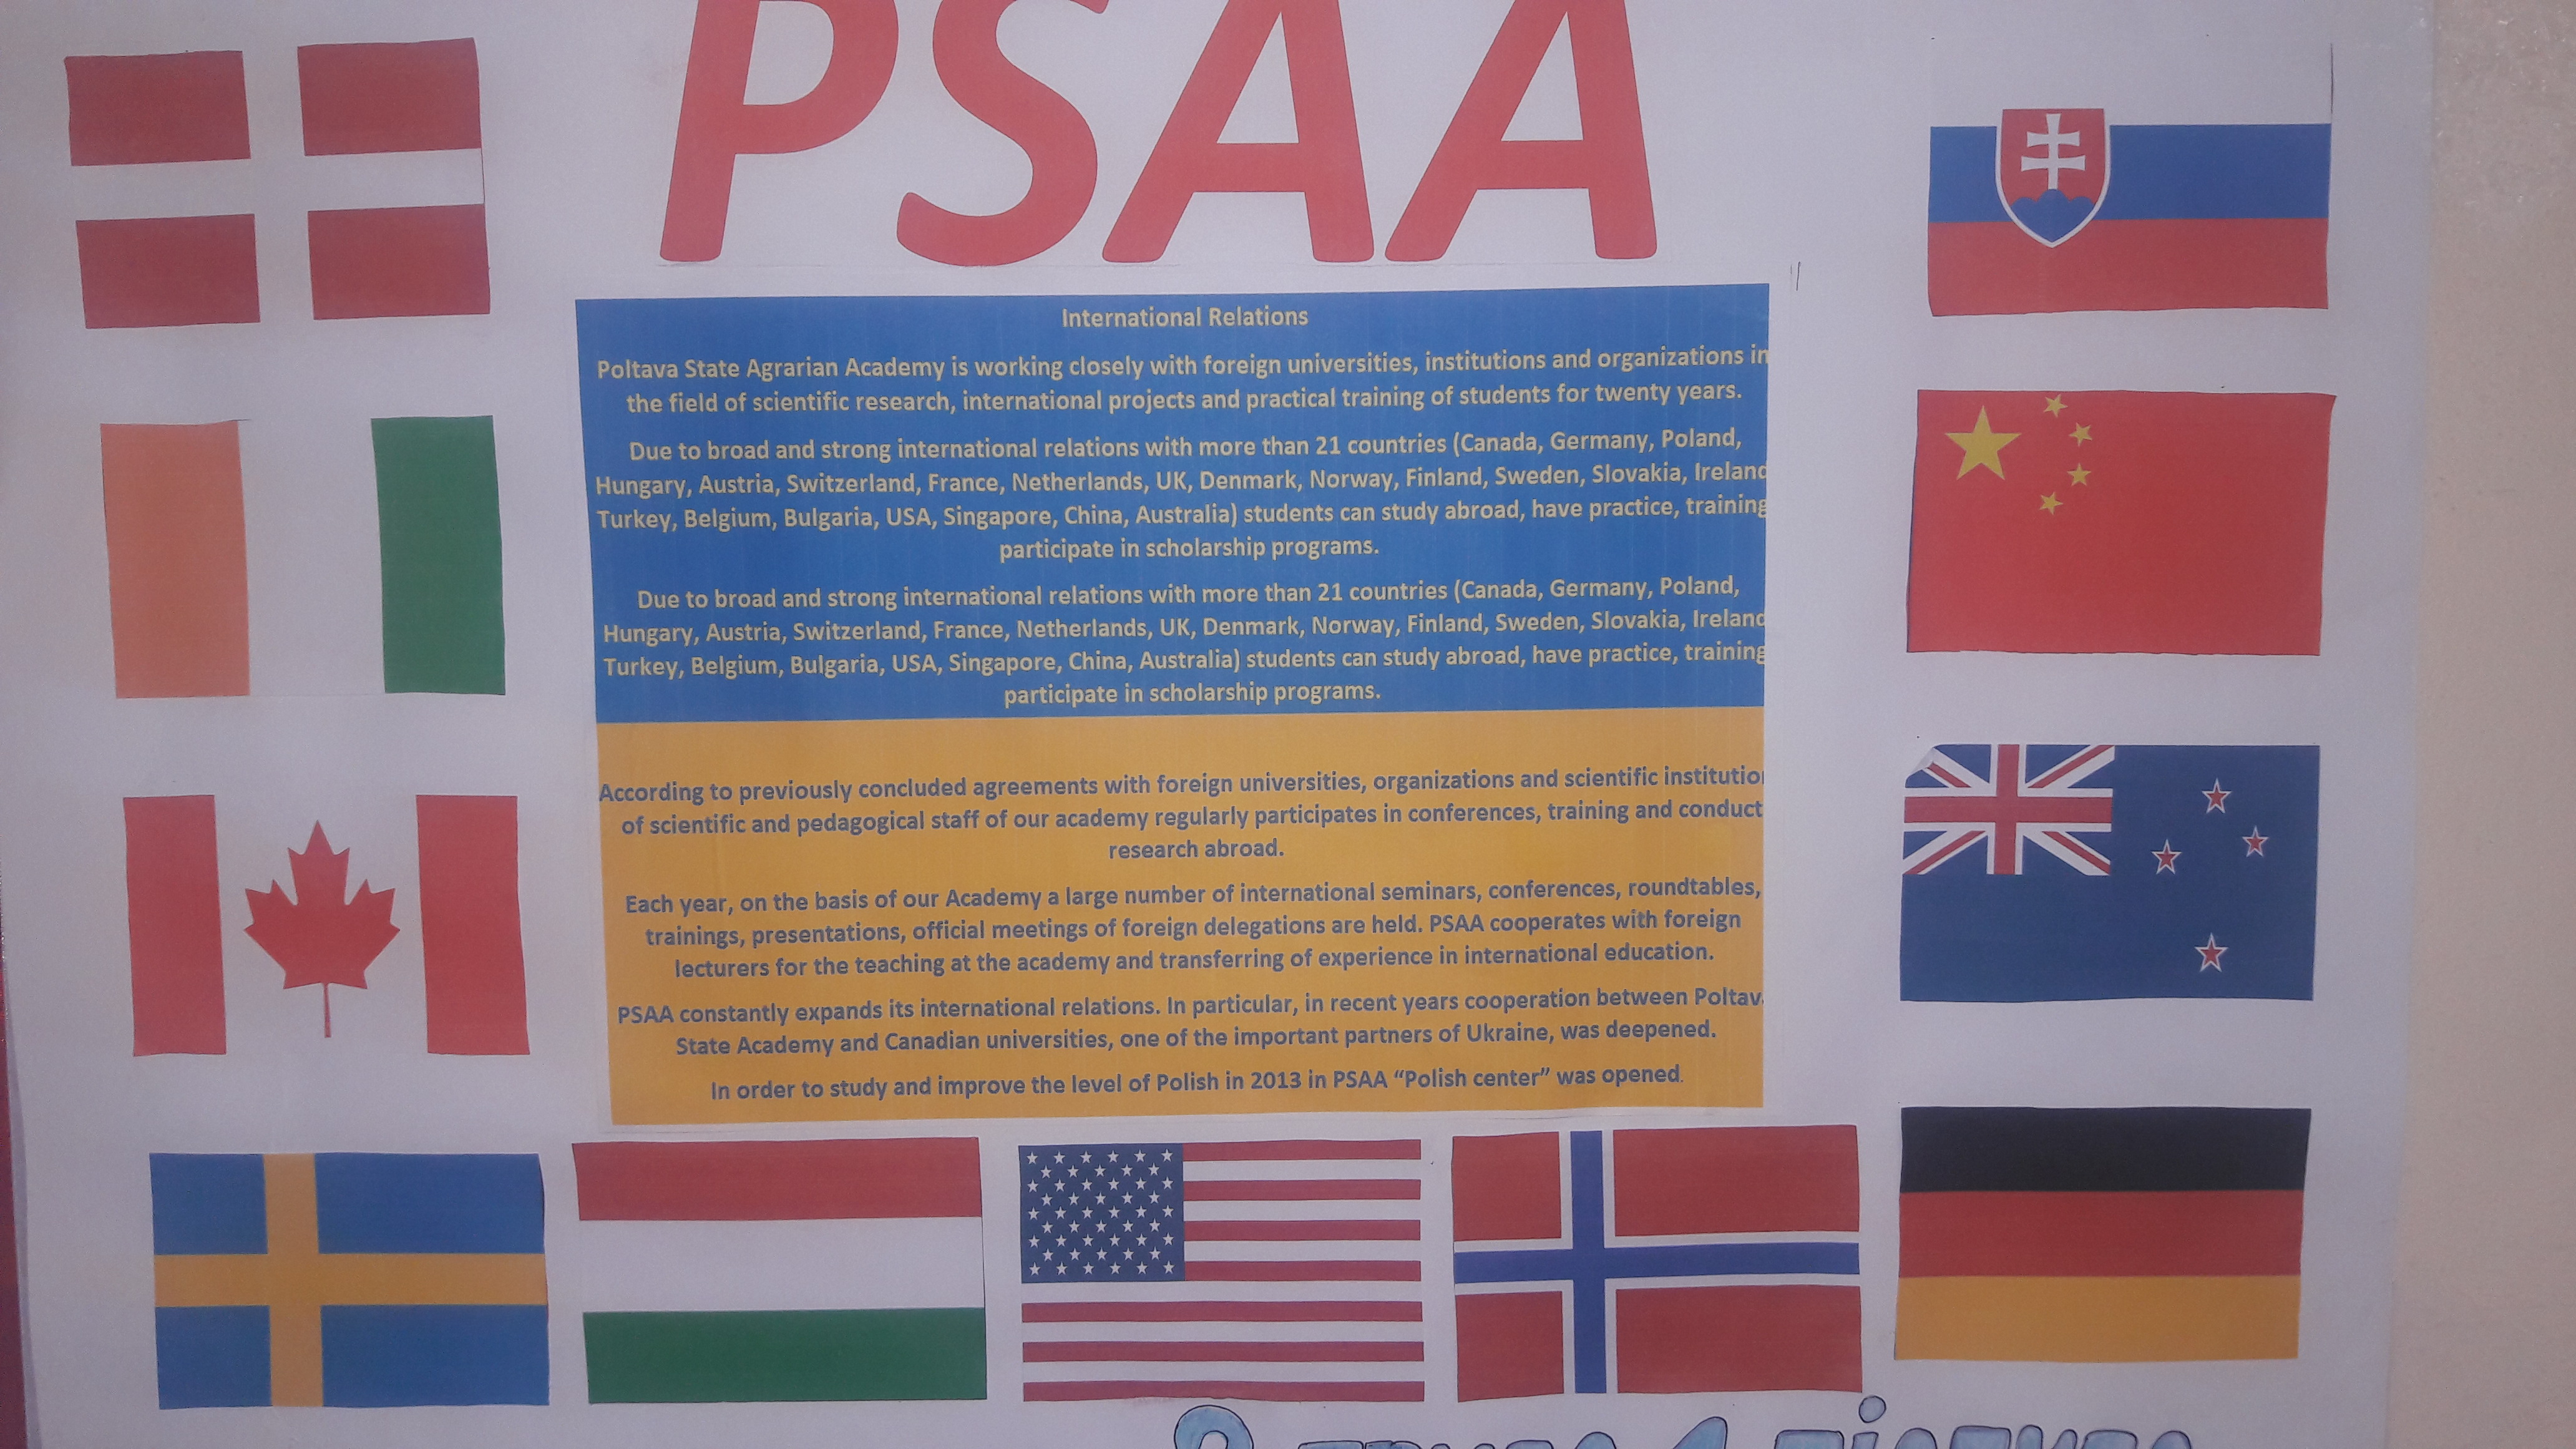 PSAA
International Relations
Poltava State Agrarian Academy is working closely with foreign universities, institutions and organizations in
the field of scientific research, international projects and practical training of students for twenty years.
Due to broad and strong international relations with more than 21 countries (Canada, Germany, Poland,
Hungary, Austria, Switzerland, France, Netherlands, UK, Denmark, Norway, Finland, Sweden, Slovakia, Ireland
Turkey, Belgium, Bulgaria, USA, Singapore, China, Australia) students can study abroad, have practice, training
participate in scholarship programs.
Due to broad and strong international relations with more than 21 countries (Canada, Germany, Poland,
Hungary, Austria, Switzerland, France, Netherlands, UK, Denmark, Norway, Finland, Sweden, Slovakia, Ireland
Turkey, Belgium, Bulgaria, USA, Singapore, China, Australia) students can study abroad, have practice, training
participate in scholarship programs.
According to previously concluded agreements with foreign universities, organizations and scientific institutio
of scientific and pedagogical staff of our academy regularly participates in conferences, training and conduct
research abroad.
Each year, on the basis of our Academy a large number of international seminars, conferences, roundtables,
trainings, presentations, official meetings of foreign delegations are held. PSAA cooperates with foreign
lecturers for the teaching at the academy and transferring of experience in international education.
PSAA constantly expands its international relations. In particular, in recent years cooperation between Poltav
State Academy and Canadian universities, one of the important partners of Ukraine, was deepened.
In order to study and improve the level of Polish in 2013 in PSAA “Polish center” was opened.